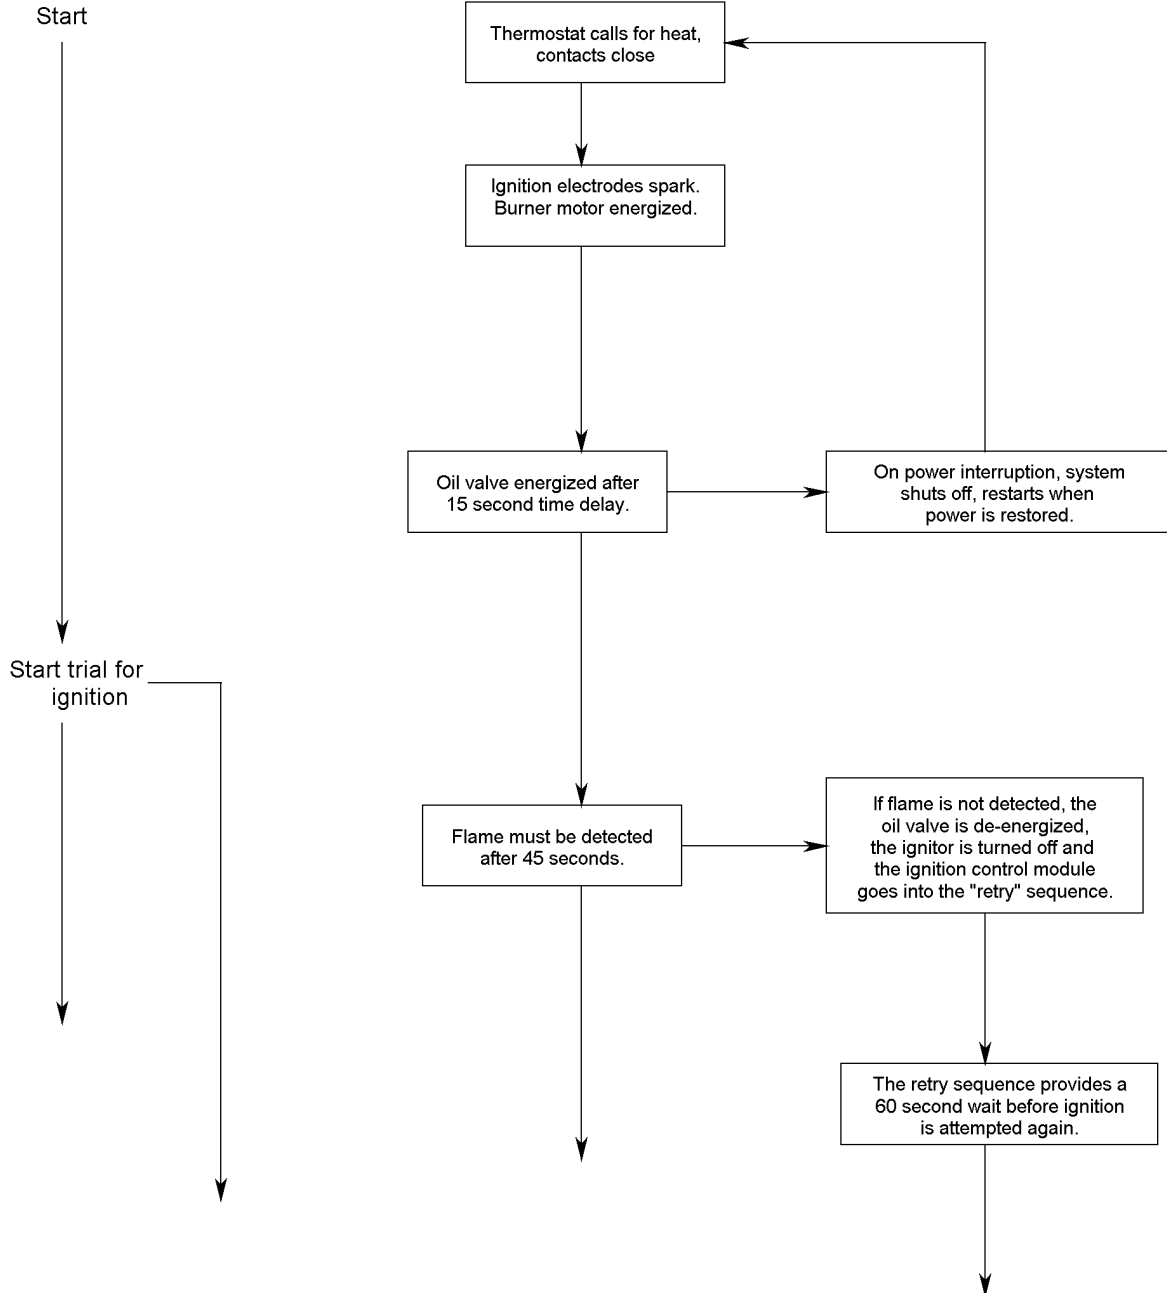 Start
Thermostat calls for heat,
contacts close
Ignition electrodes spark.
Burner motor energized.
Oil valve energized after
15 second time delay.
On power interruption, system
shuts off, restarts when
power is restored.
Start trial for
ignition
Flame must be detected
after 45 seconds.
If flame is not detected, the
oil valve is de-energized,
the ignitor is turned off and
the ignition control module
goes into the "retry" sequence.
The retry sequence provides a
60 second wait before ignition
is attempted again.